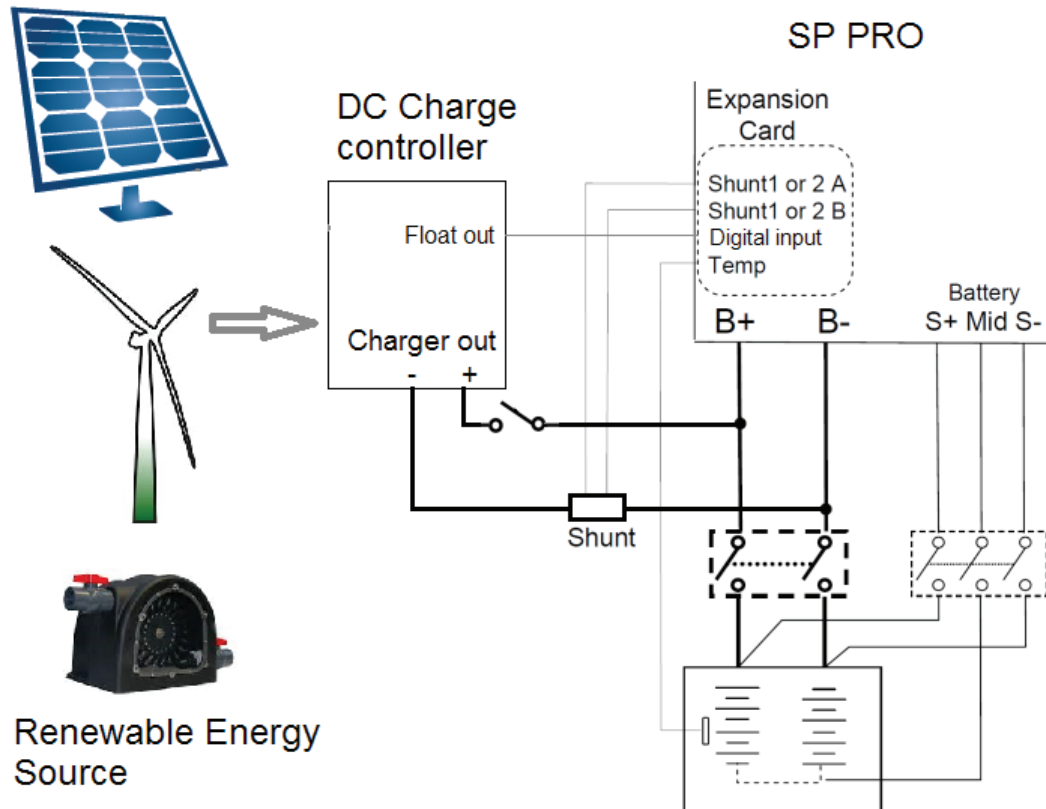 SP PRO
DC Charge
controller
Expansion
Card
Shunt1 or 2 A
Shunt1 or 2 B
Float out
Digital input
Temp
Battery
B+ B- S+ Mid S-
Charger out
- +
Shunt
Renewable Energy
Source